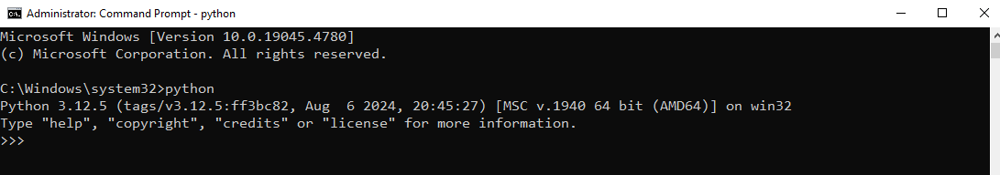 Administrator: Command Prompt - python
Microsoft Windows [Version 10.0.19045.4780]
(c) Microsoft Corporation. All rights reserved.
C:\Windows\system32>python
Python 3.12.5 (tags/v3.12.5:ff3bc82, Aug  6 2024, 20:45:27) [MSC v.1940 64 bit (AMD64)] on win32
Type "help", "copyright", "credits" or "license" for more information.
>>>